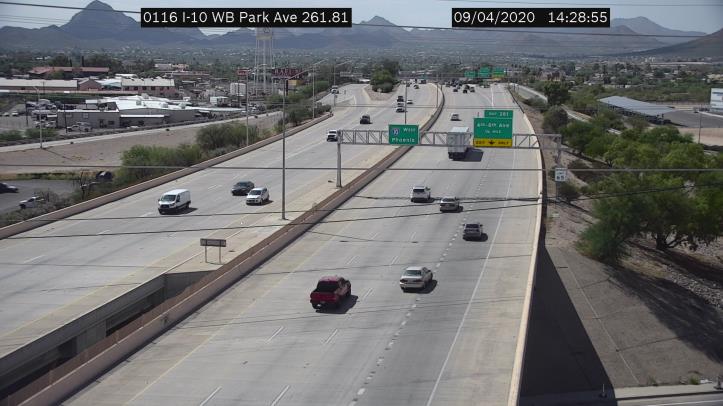 0116 I-10 WB Park Ave 261.81
09/04/2020 14:28:55
EXIT 261
6th-4th Ave
EXIT ONLY
10 West
Phoenix